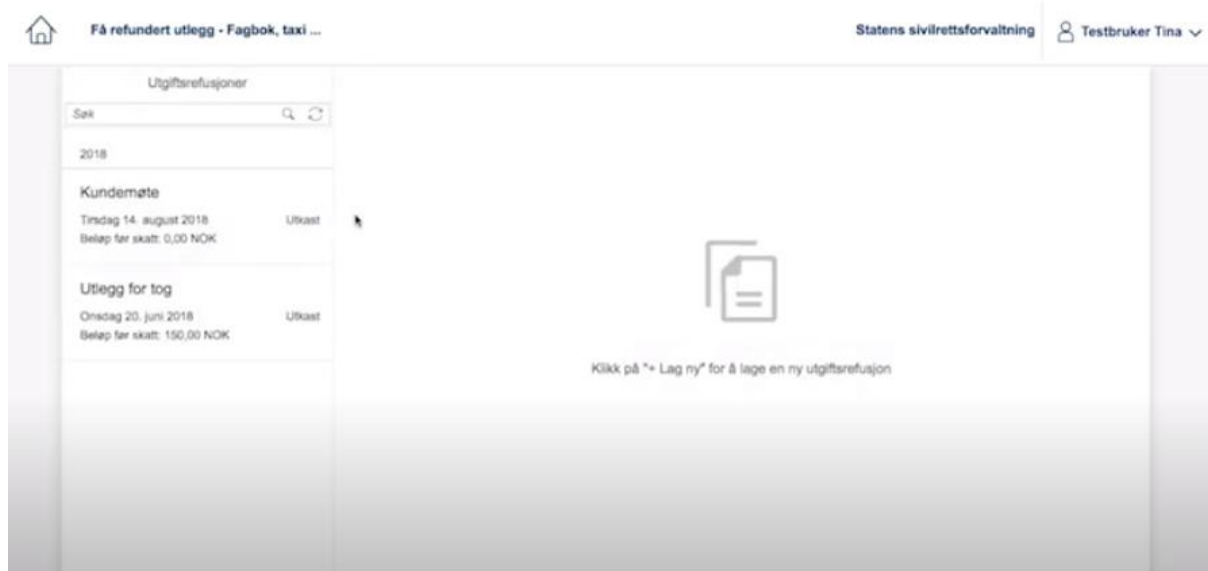 Få refundert utlegg - Fagbok, taxi ...
Statens sivilrettsforvaltning
Testbruker Tina
Utgiftsrefusjoner
Søk
2018
Kundemøte
Tirsdag 14. august 2018
Utkast
Beløp før skatt: 0,00 NOK
Utlegg for tog
Onsdag 20. juni 2018
Utkast
Beløp før skatt: 150,00 NOK
Klikk på "+ Lag ny" for å lage en ny utgiftsrefusjon